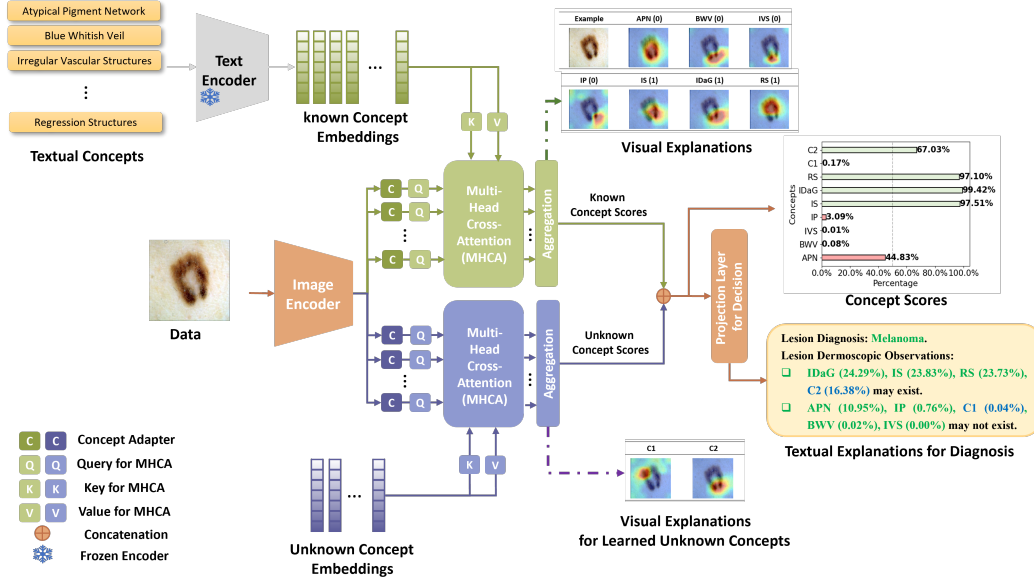 Atypical Pigment Network
Blue Whitish Veil
Irregular Vascular Structures
⋮
Regression Structures
Textual Concepts
Text
Encoder
...
known Concept
Embeddings
K
V
Example
APN (0)
BWV (0)
IVS (0)
IP (0)
IS (1)
IDaG (1)
RS (1)
Visual Explanations
Data
Image
Encoder
C
Q
C
Q
⋮
C
Q
Multi-
Head
Cross-
Attention
(MHCA)
⋮
Aggregation
Known
Concept Scores
C
Q
C
Q
⋮
C
Q
Multi-
Head
Cross-
Attention
(MHCA)
⋮
Aggregation
Unknown
Concept Scores
K
V
...
Unknown Concept
Embeddings
Projection Layer
for Decision
Concepts
C2
67.03%
C1
0.17%
RS
97.10%
IDaG
99.42%
IS
97.51%
IP
3.09%
IVS
0.01%
BWV
0.08%
APN
44.83%
0.0% 20.0% 40.0% 60.0% 80.0% 100.0%
Percentage
Concept Scores
Lesion Diagnosis: Melanoma.
Lesion Dermoscopic Observations:
❑ IDaG (24.29%), IS (23.83%), RS (23.73%),
C2 (16.38%) may exist.
❑ APN (10.95%), IP (0.76%), C1 (0.04%),
BWV (0.02%), IVS (0.00%) may not exist.
Textual Explanations for Diagnosis
C1
C2
Visual Explanations
for Learned Unknown Concepts
C C Concept Adapter
Q Q Query for MHCA
K K Key for MHCA
V V Value for MHCA
Concatenation
Frozen Encoder